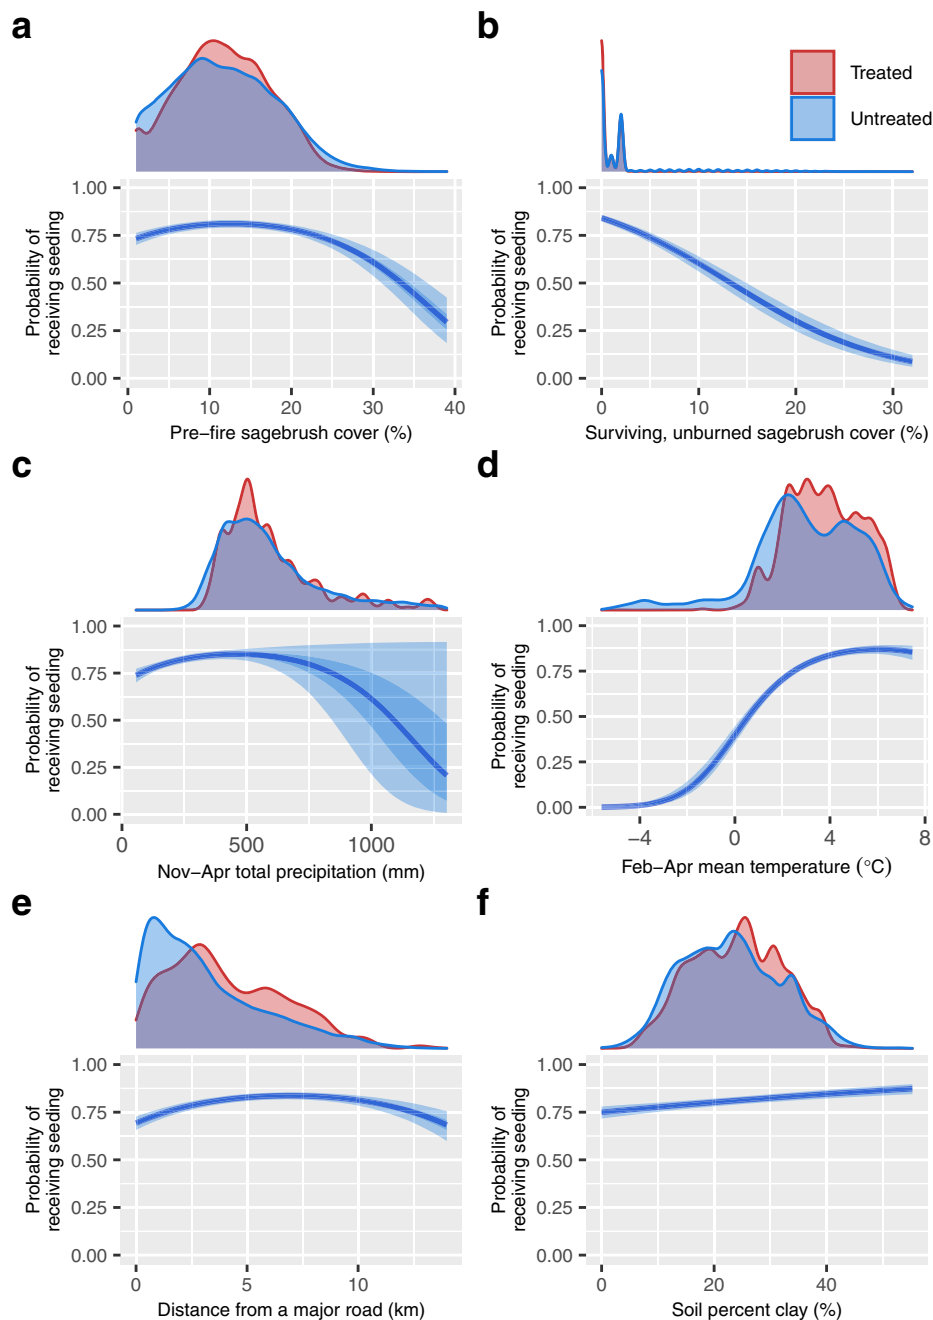 a
b
Treated
Untreated
1.00
0.75
0.50
0.25
0.00
Probability of
receiving seeding
0 10 20 30 40
Pre−fire sagebrush cover (%)
1.00
0.75
0.50
0.25
0.00
Probability of
receiving seeding
0 10 20 30
Surviving, unburned sagebrush cover (%)
c
d
1.00
0.75
0.50
0.25
0.00
Probability of
receiving seeding
0 500 1000
Nov−Apr total precipitation (mm)
1.00
0.75
0.50
0.25
0.00
Probability of
receiving seeding
−4 0 4 8
Feb−Apr mean temperature (°C)
e
f
1.00
0.75
0.50
0.25
0.00
Probability of
receiving seeding
0 5 10
Distance from a major road (km)
1.00
0.75
0.50
0.25
0.00
Probability of
receiving seeding
0 20 40
Soil percent clay (%)